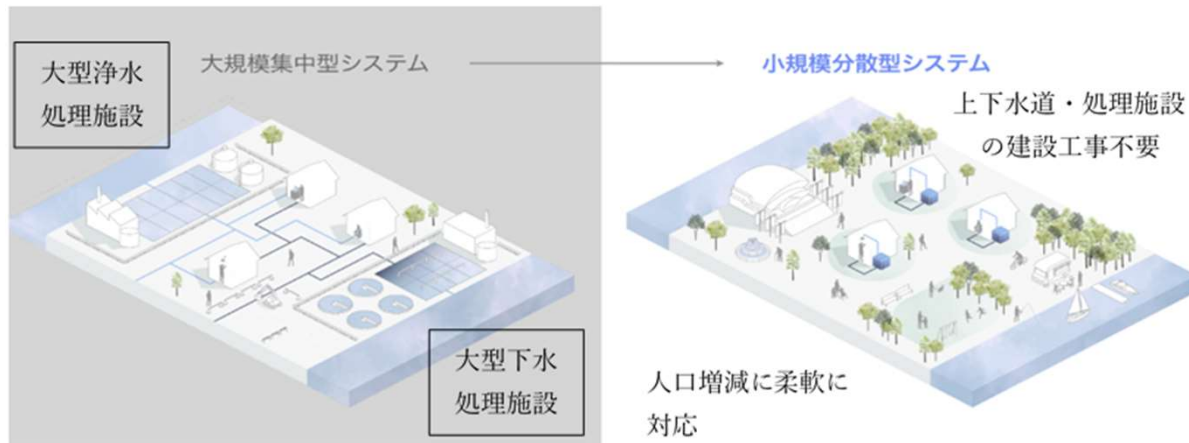 大型浄水
処理施設
大規模集中型システム
小規模分散型システム
上下水道・処理施設
の建設工事不要
大型下水
処理施設
人口増減に柔軟に
対応